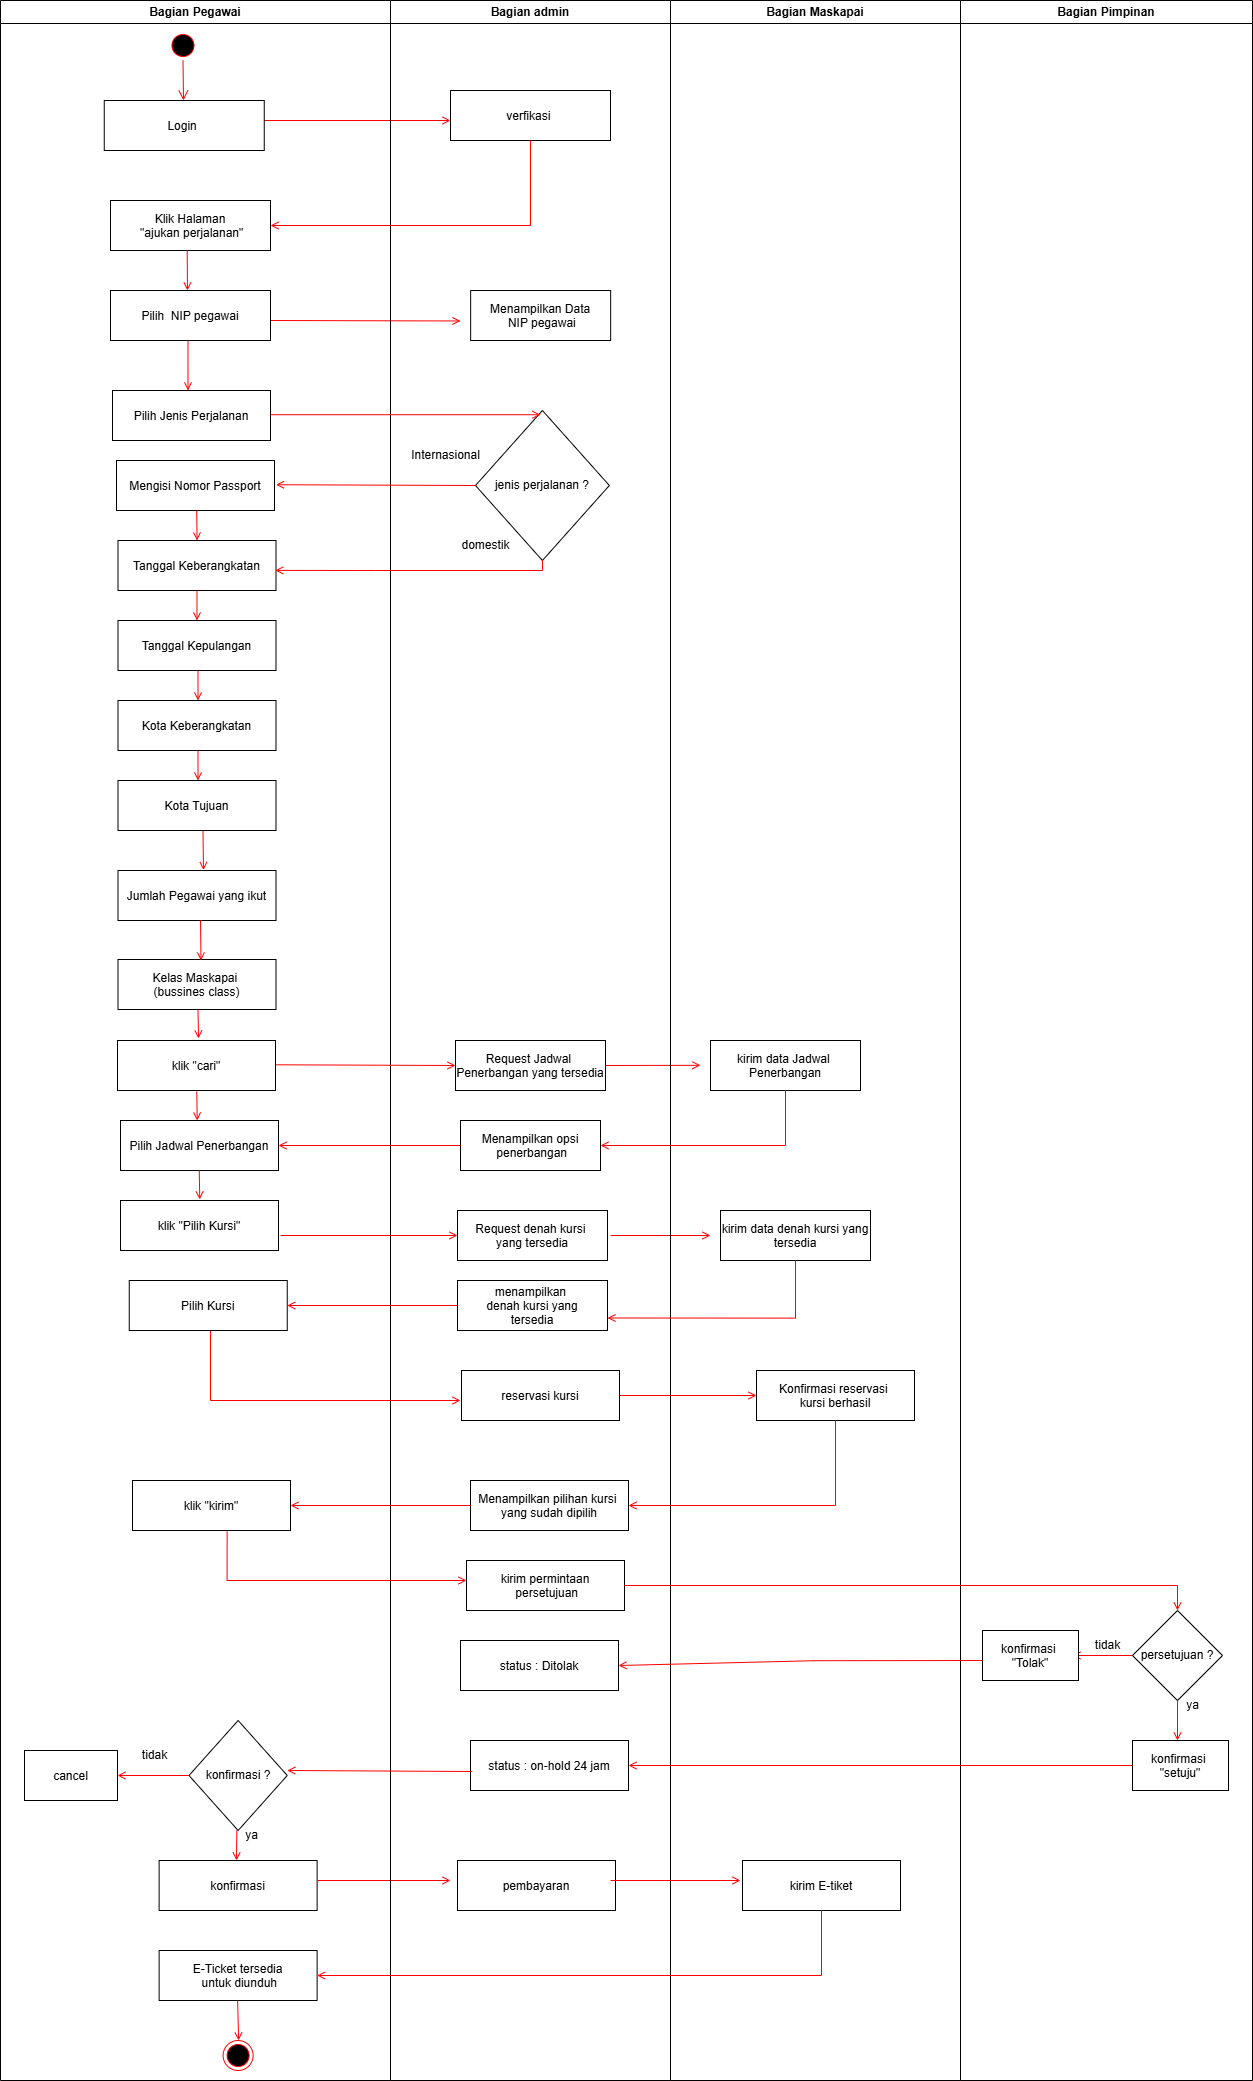 Bagian Pegawai
Bagian admin
Bagian Maskapai
Bagian Pimpinan
Login
verfikasi
Klik Halaman
"ajukan perjalanan"
Pilih  NIP pegawai
Menampilkan Data
NIP pegawai
Pilih Jenis Perjalanan
Internasional
jenis perjalanan ?
Mengisi Nomor Passport
domestik
Tanggal Keberangkatan
Tanggal Kepulangan
Kota Keberangkatan
Kota Tujuan
Jumlah Pegawai yang ikut
Kelas Maskapai
(bussines class)
klik "cari"
Request Jadwal
Penerbangan yang tersedia
kirim data Jadwal
Penerbangan
Pilih Jadwal Penerbangan
Menampilkan opsi
penerbangan
klik "Pilih Kursi"
Request denah kursi
yang tersedia
kirim data denah kursi yang
tersedia
Pilih Kursi
menampilkan
denah kursi yang
tersedia
reservasi kursi
Konfirmasi reservasi
kursi berhasil
klik "kirim"
Menampilkan pilihan kursi
yang sudah dipilih
kirim permintaan
persetujuan
status : Ditolak
konfirmasi
"Tolak"
tidak
persetujuan ?
ya
cancel
tidak
konfirmasi ?
status : on-hold 24 jam
konfirmasi
"setuju"
ya
konfirmasi
pembayaran
kirim E-tiket
E-Ticket tersedia
untuk diunduh